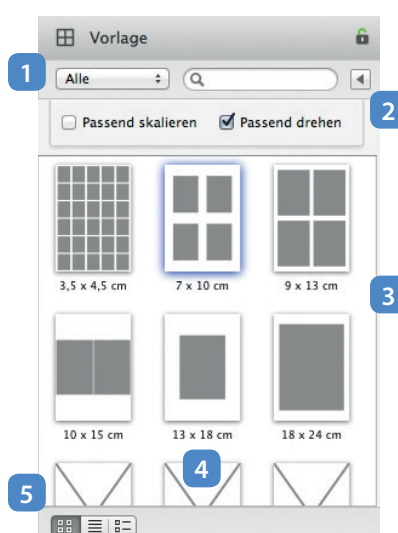 Vorlage
1
Alle
2
Passend skalieren Passend drehen
3,5 x 4,5 cm 7 x 10 cm 9 x 13 cm
3
10 x 15 cm 13 x 18 cm 18 x 24 cm
4
5